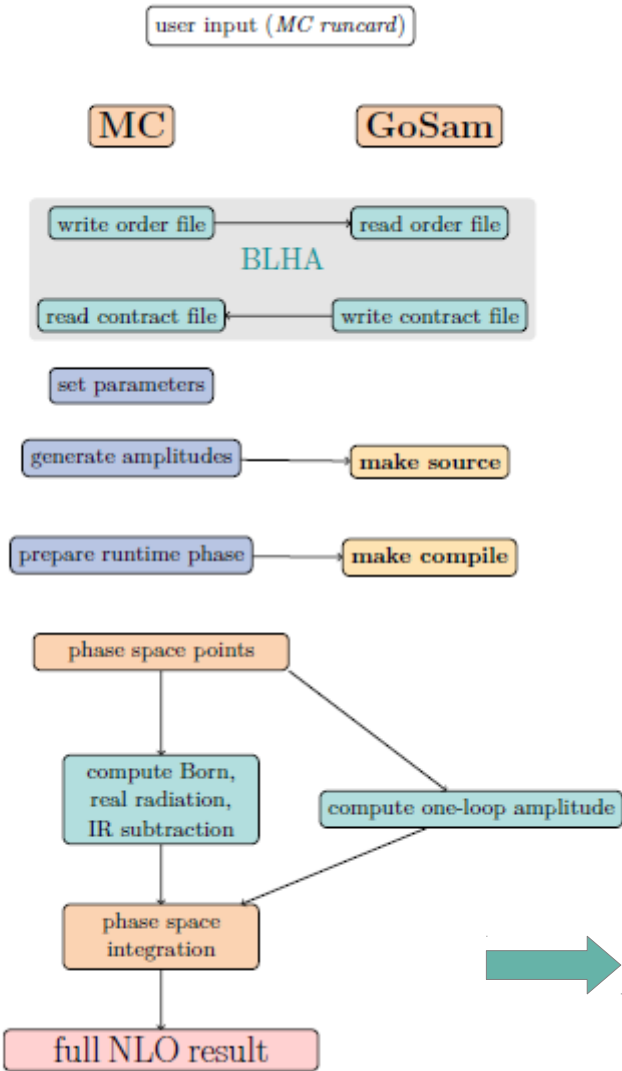 user input (MC runcard)
MC
GoSam
write order file
read order file
BLHA
read contract file
write contract file
set parameters
generate amplitudes
make source
prepare runtime phase
make compile
phase space points
compute Born,
real radiation,
IR subtraction
compute one-loop amplitude
phase space
integration
full NLO result